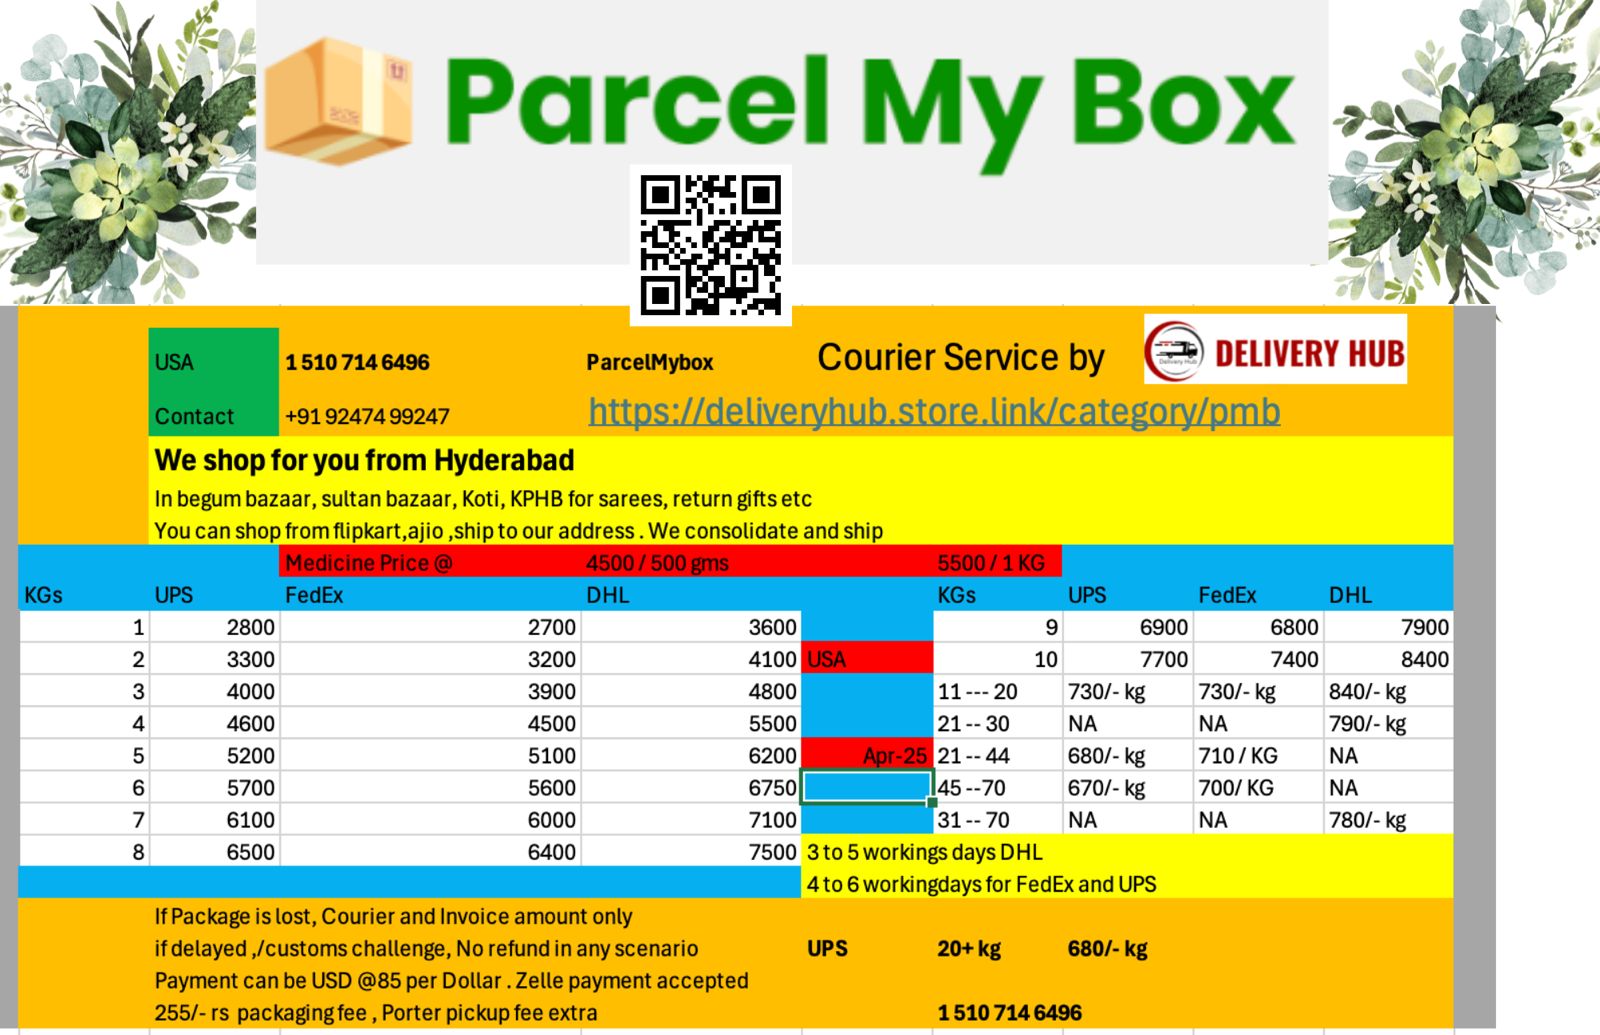 Parcel My Box
USA 1 510 714 6496 ParcelMybox Courier Service by DELIVERY HUB
Delivery Hub
Contact +91 92474 99247 https://deliveryhub.store.link/category/pmb
We shop for you from Hyderabad
In begum bazaar, sultan bazaar, Koti, KPHB for sarees, return gifts etc
You can shop from flipkart,ajio ,ship to our address . We consolidate and ship
Medicine Price @ 4500 / 500 gms 5500 / 1 KG
KGs UPS FedEx DHL KGs UPS FedEx DHL
1 2800 2700 3600 9 6900 6800 7900
2 3300 3200 4100 USA 10 7700 7400 8400
3 4000 3900 4800 11 --- 20 730/- kg 730/- kg 840/- kg
4 4600 4500 5500 21 -- 30 NA NA 790/- kg
5 5200 5100 6200 Apr-25 21 -- 44 680/- kg 710 / KG NA
6 5700 5600 6750 45 --70 670/- kg 700/ KG NA
7 6100 6000 7100 31 -- 70 NA NA 780/- kg
8 6500 6400 7500 3 to 5 workings days DHL
4 to 6 workingdays for FedEx and UPS
If Package is lost, Courier and Invoice amount only
if delayed ,/customs challenge, No refund in any scenario UPS 20+ kg 680/- kg
Payment can be USD @85 per Dollar . Zelle payment accepted
255/- rs packaging fee , Porter pickup fee extra 1 510 714 6496